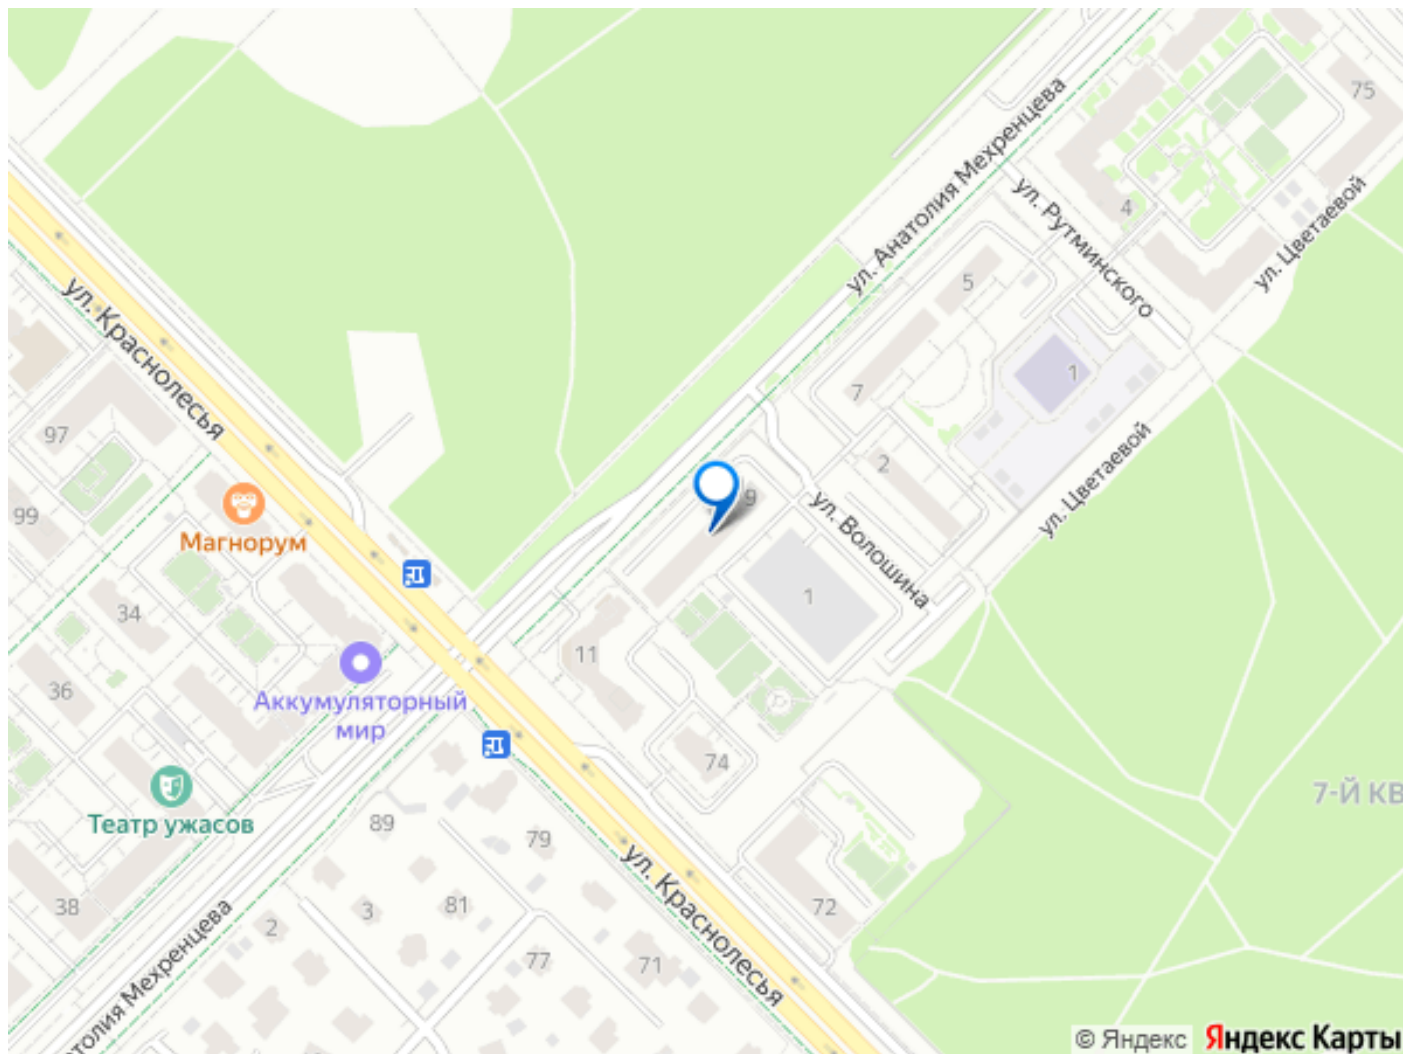 75
ул. Анатолия Мехренцева
ул. Рутминского
4
ул. Цветаевой
5
ул. Краснолесья
7
1
97
2
9
ул. Цветаевой
99
Магнорум
ул. Волошина
1
34
11
36
Аккумуляторный
мир
74
7-Й КВ
Театр ужасов
89
79
ул. Краснолесья
38
3
81
72
2
77
71
толия Мехренцева
© Яндекс Яндекс Карты